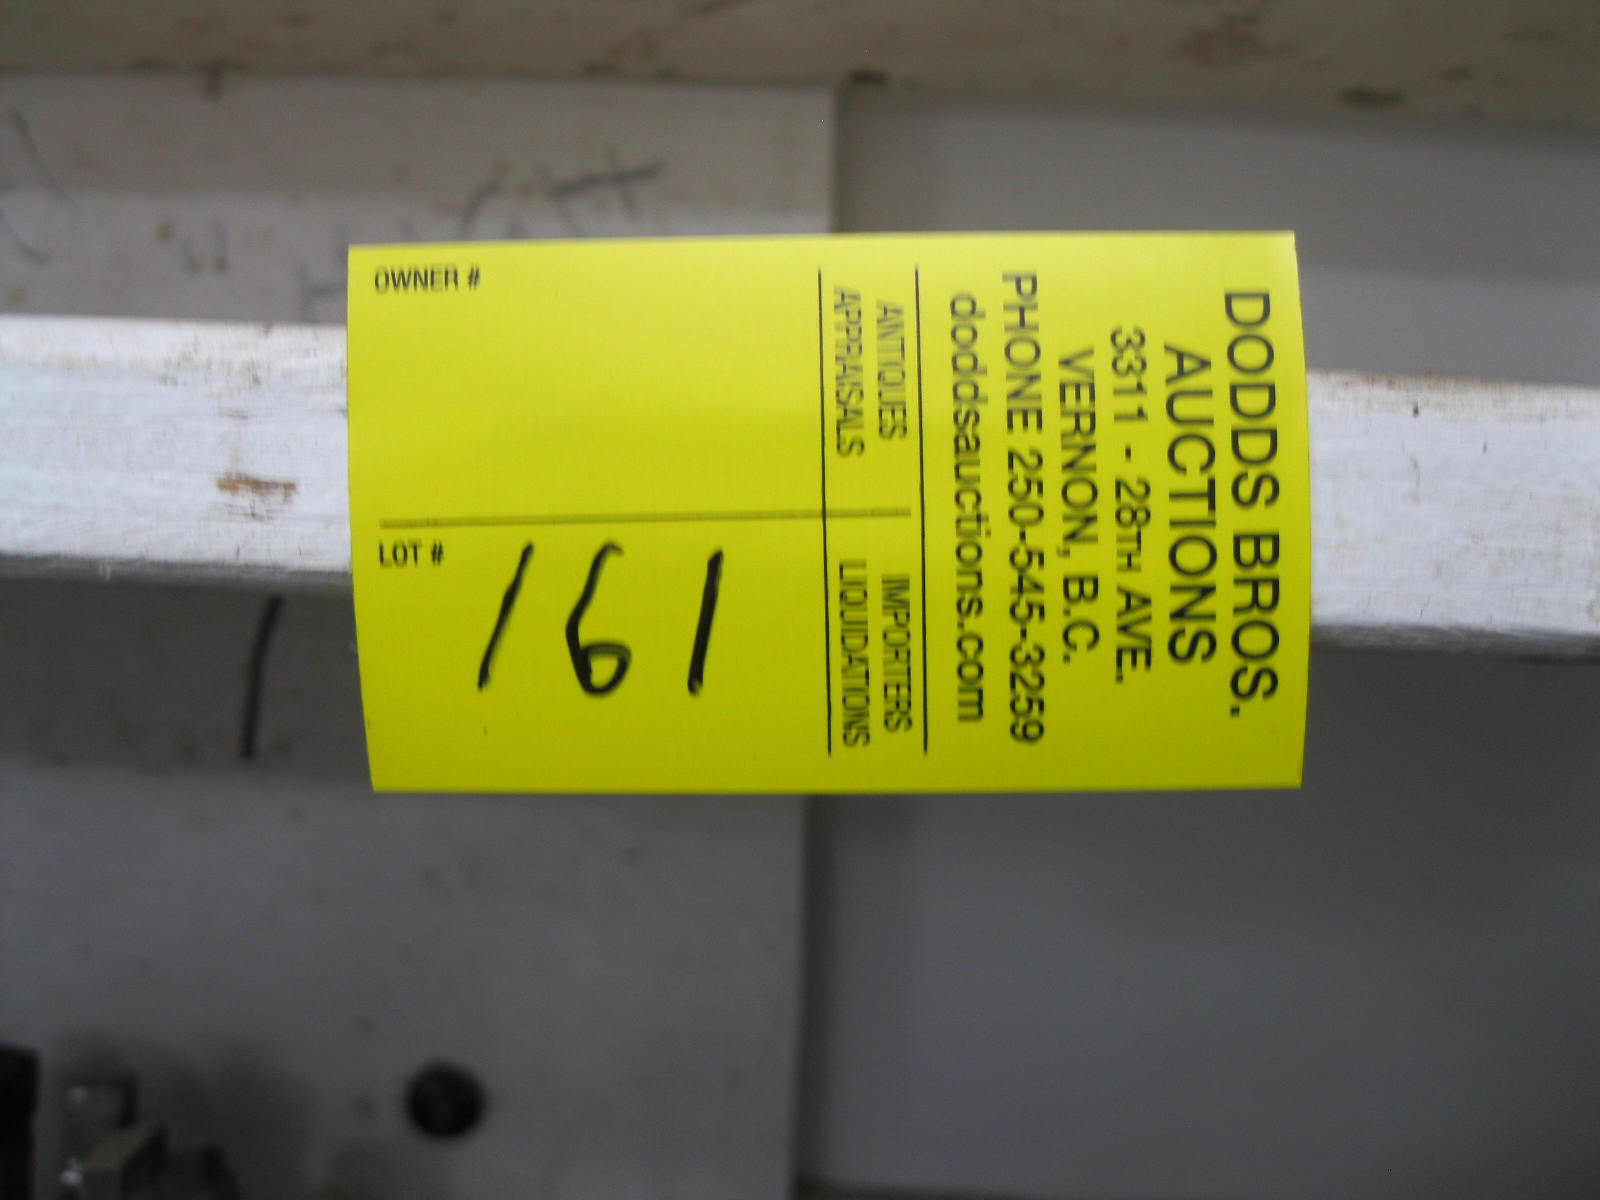 DODDS BROS.
AUCTIONS
3311 - 28TH AVE.
VERNON, B.C.
PHONE 250-545-3259
doddsauctions.com
ANTIQUES IMPORTERS
APPRAISALS LIQUIDATIONS
OWNER #
LOT #
161